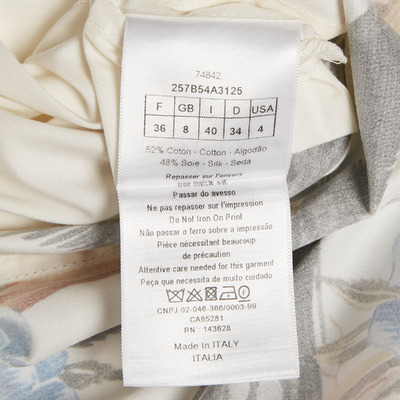 74842
257B54A3125
F GB I D USA
36 8 40 34 4
52% Coton - Cotton - Algodão
48% Soie - Silk - Seda
Repasser sur l'envers
Passar do avesso
Ne pas repasser sur l'impression
Do Not Iron On Print
Não passar o ferro sobre a impressão
Pièce nécessitant beaucoup
de précaution
Attentive care needed for this garment
Peça que necessita de muito cuidado
CNPJ 02-046-366/0003-99
CA65281
RN : 143628
Made In ITALY
ITALIA